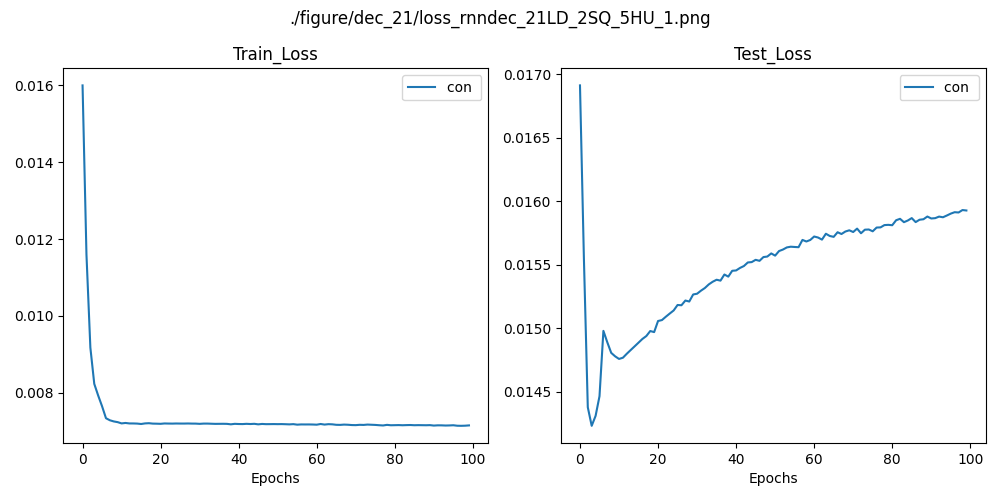 ./figure/dec_21/loss_rnndec_21LD_2SQ_5HU_1.png
Train_Loss
con
0.016
0.014
0.012
0.010
0.008
0 20 40 60 80 100
Epochs
Test_Loss
con
0.0170
0.0165
0.0160
0.0155
0.0150
0.0145
0 20 40 60 80 100
Epochs